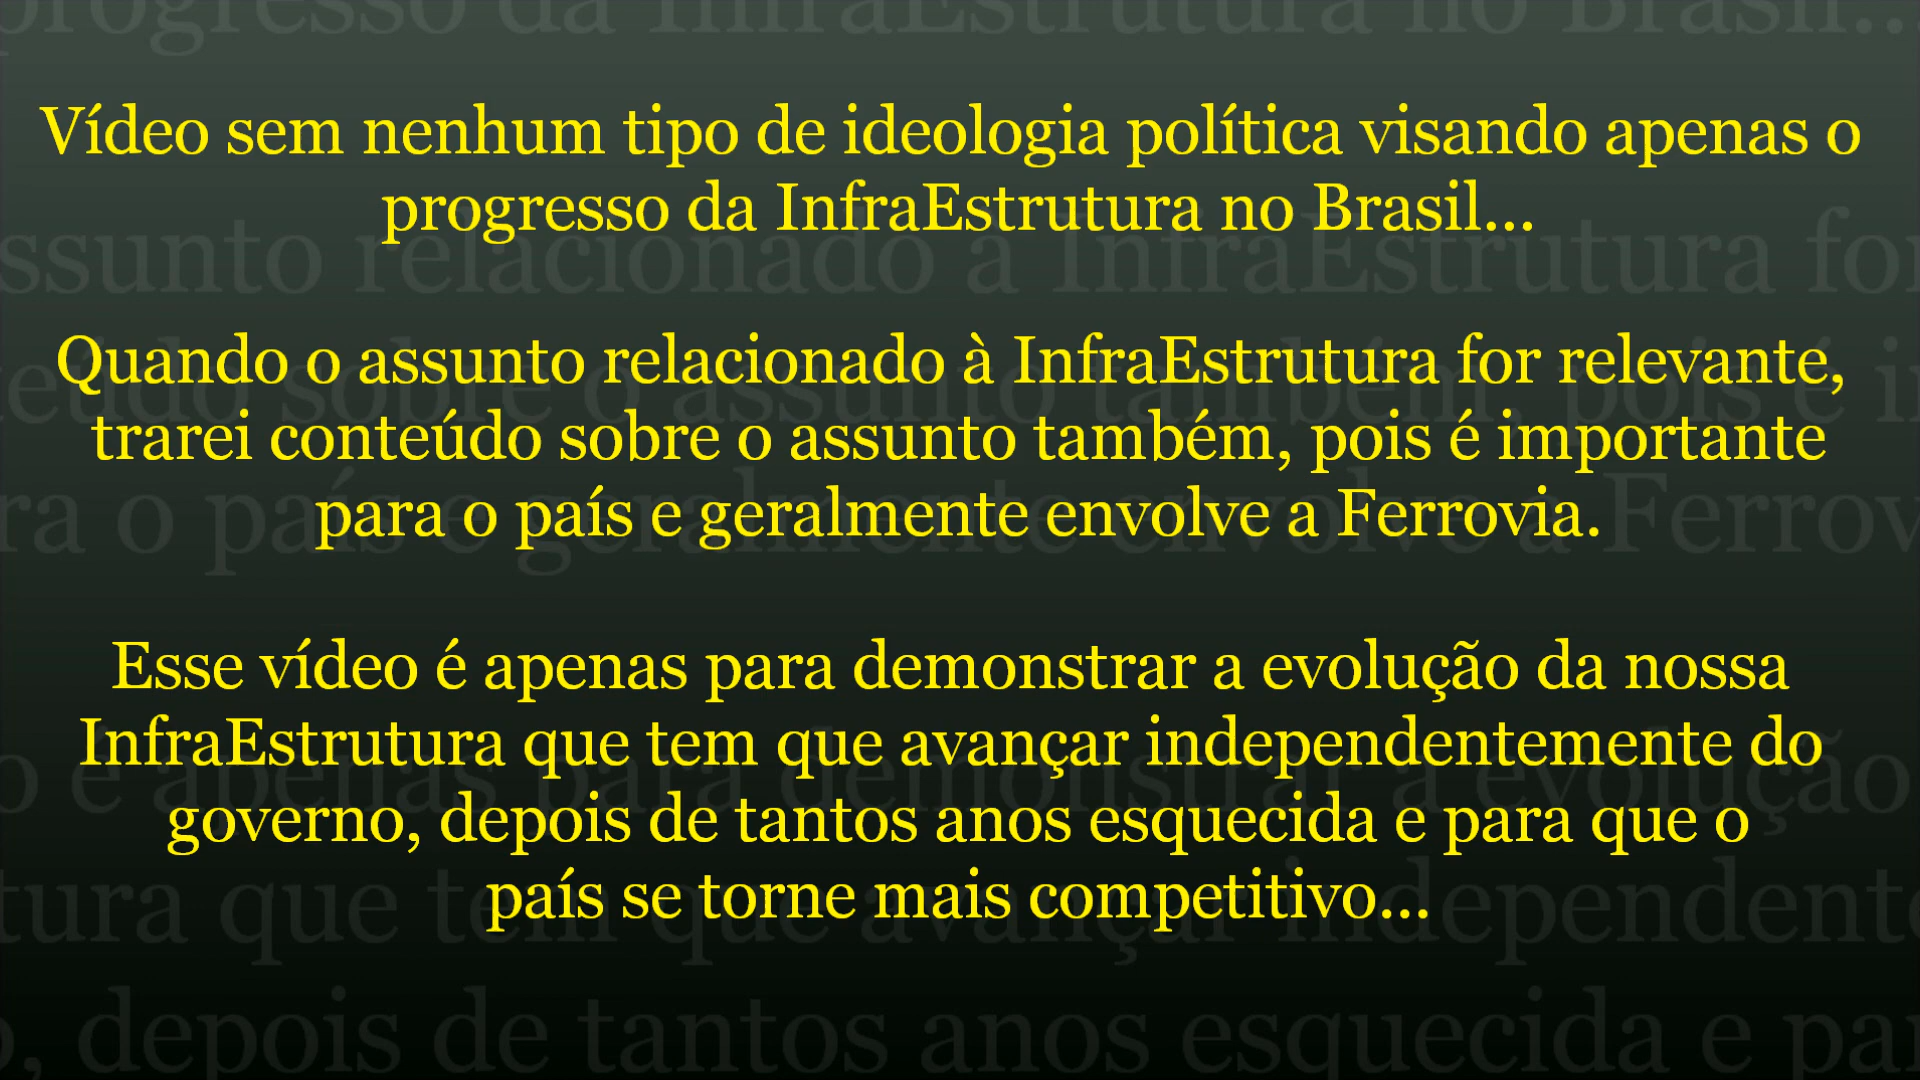 Vídeo sem nenhum tipo de ideologia política visando apenas o
progresso da InfraEstrutura no Brasil...
Quando o assunto relacionado à InfraEstrutura for relevante,
trarei conteúdo sobre o assunto também, pois é importante
para o país e geralmente envolve a Ferrovia.
Esse vídeo é apenas para demonstrar a evolução da nossa
InfraEstrutura que tem que avançar independentemente do
governo, depois de tantos anos esquecida e para que o
país se torne mais competitivo...